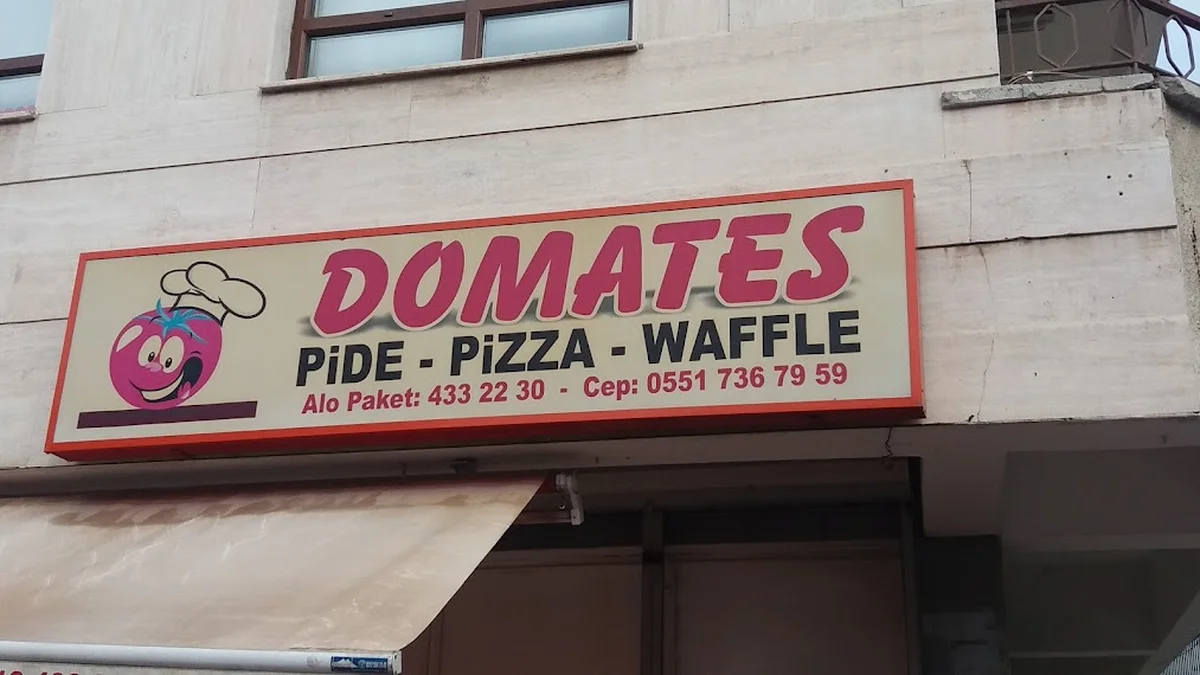 DOMATES
PiDE - PiZZA - WAFFLE
Alo Paket: 433 22 30 - Cep: 0551 736 79 59